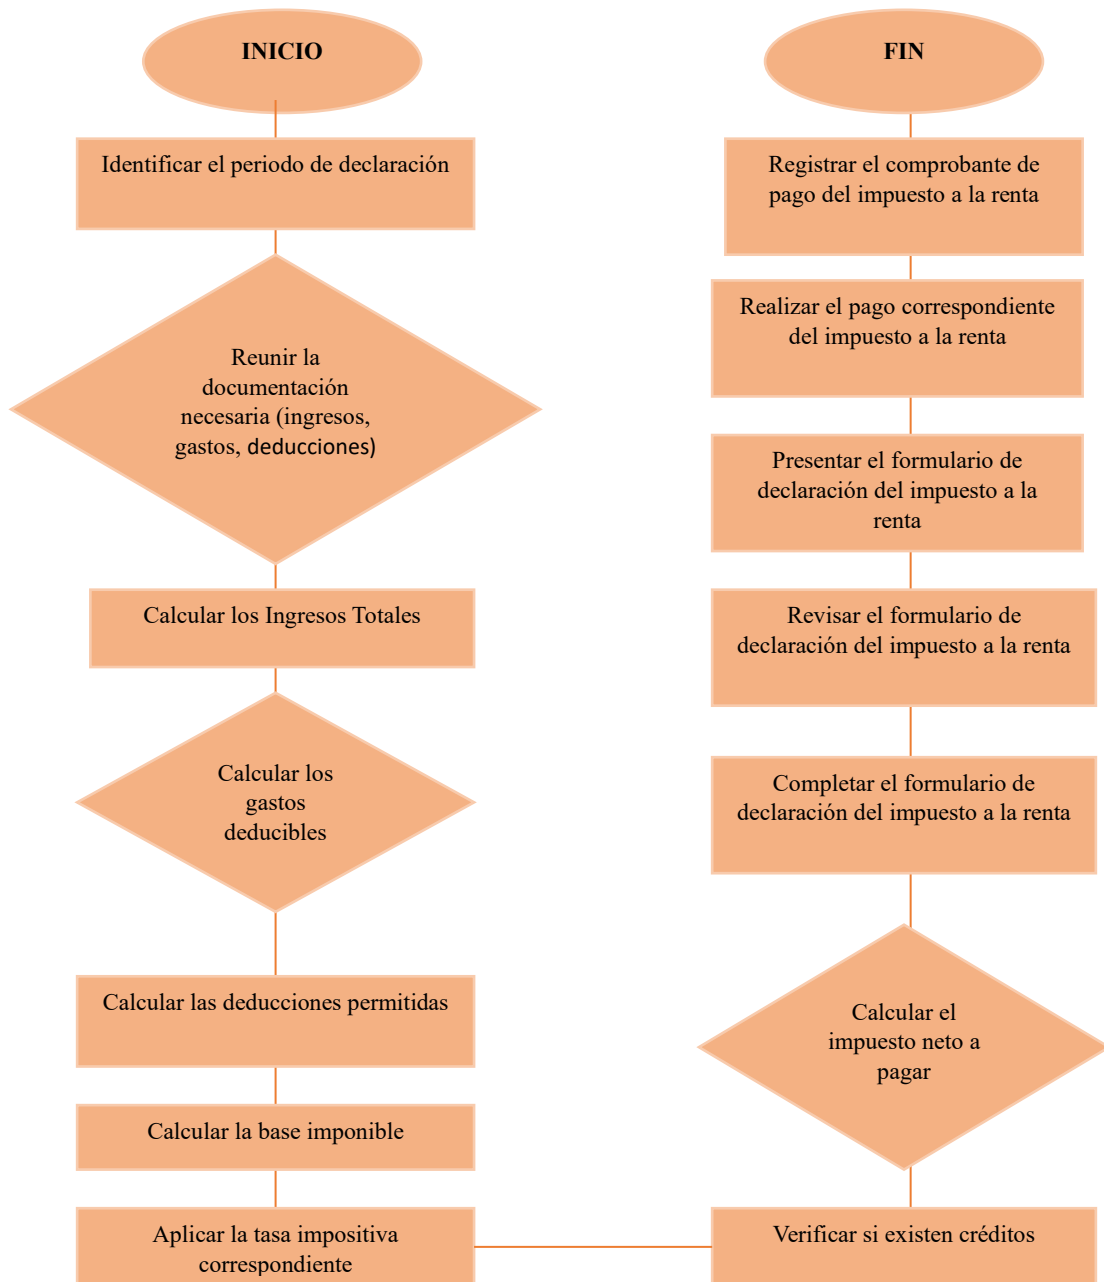 INICIO
Identificar el periodo de declaración
Reunir la
documentación
necesaria (ingresos,
gastos, deducciones)
Calcular los Ingresos Totales
Calcular los
gastos
deducibles
Calcular las deducciones permitidas
Calcular la base imponible
Aplicar la tasa impositiva
correspondiente
Verificar si existen créditos
Calcular el
impuesto neto a
pagar
Completar el formulario de
declaración del impuesto a la renta
Revisar el formulario de
declaración del impuesto a la renta
Presentar el formulario de
declaración del impuesto a la
renta
Realizar el pago correspondiente
del impuesto a la renta
Registrar el comprobante de
pago del impuesto a la renta
FIN